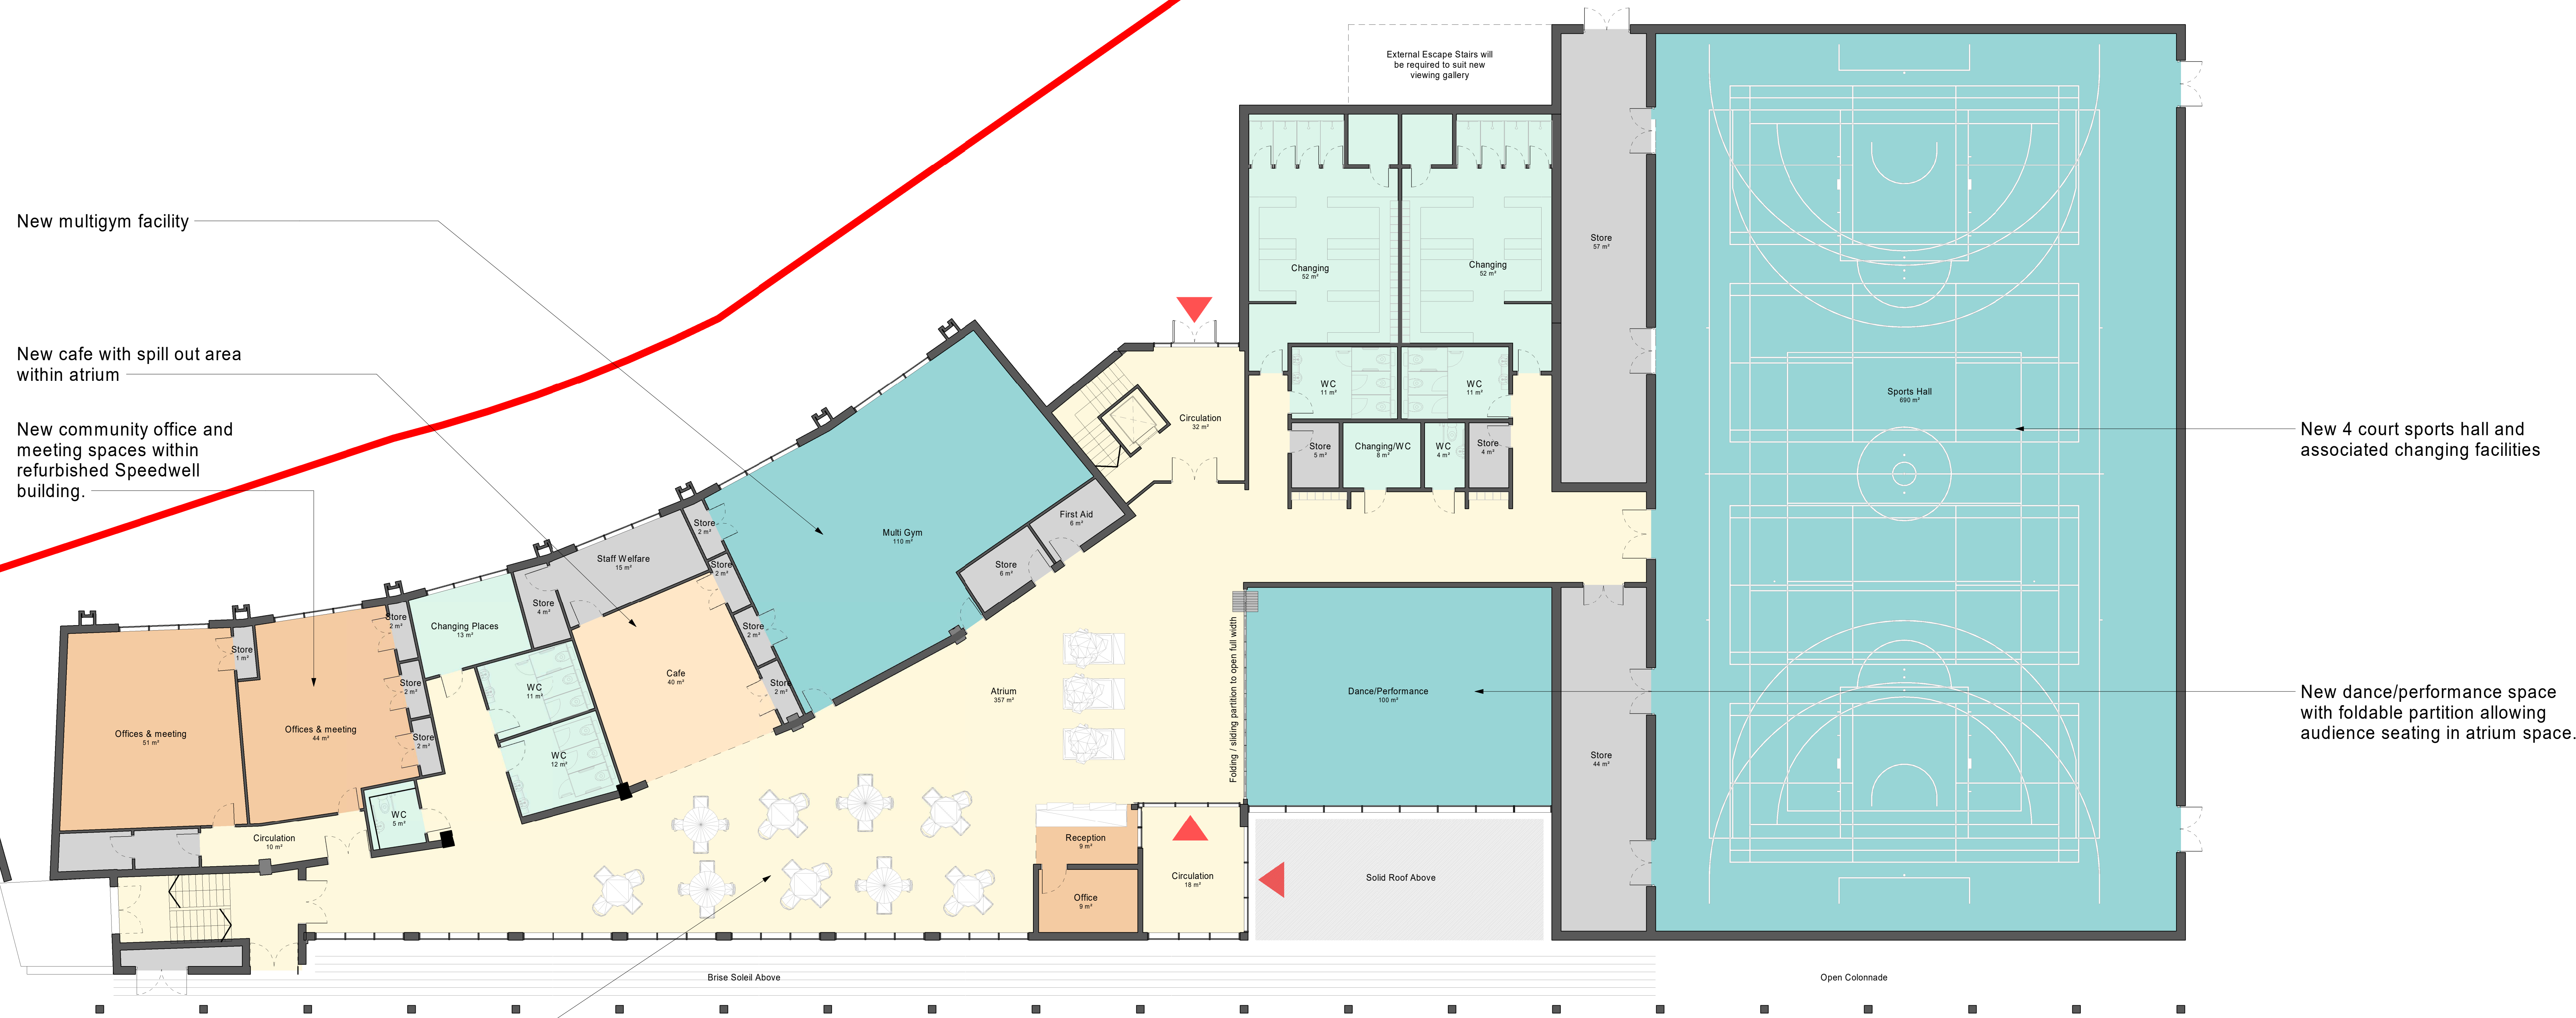 External Escape Stairs will
be required to suit new
viewing gallery
New multigym facility
New cafe with spill out area
within atrium
New community office and
meeting spaces within
refurbished Speedwell
building.
Store
57 m²
Changing
52 m²
Changing
52 m²
WC
11 m²
WC
11 m²
Sports Hall
690 m²
Circulation
32 m²
New 4 court sports hall and
associated changing facilities
Store
5 m²
Changing/WC
8 m²
WC
4 m²
Store
4 m²
First Aid
6 m²
Store
2 m²
Multi Gym
110 m²
Staff Welfare
15 m²
Store
2 m²
Store
6 m²
Store
4 m²
Store
2 m²
Changing Places
13 m²
Store
2 m²
Store
1 m²
Cafe
40 m²
Store
2 m²
Store
2 m²
WC
11 m²
Atrium
357 m²
Folding / sliding partition to open full width
Dance/Performance
100 m²
New dance/performance space
with foldable partition allowing
audience seating in atrium space.
Offices & meeting
51 m²
Offices & meeting
44 m²
Store
2 m²
WC
12 m²
Store
44 m²
WC
5 m²
Circulation
10 m²
Reception
9 m²
Circulation
18 m²
Solid Roof Above
Office
9 m²
Brise Soleil Above
Open Colonnade